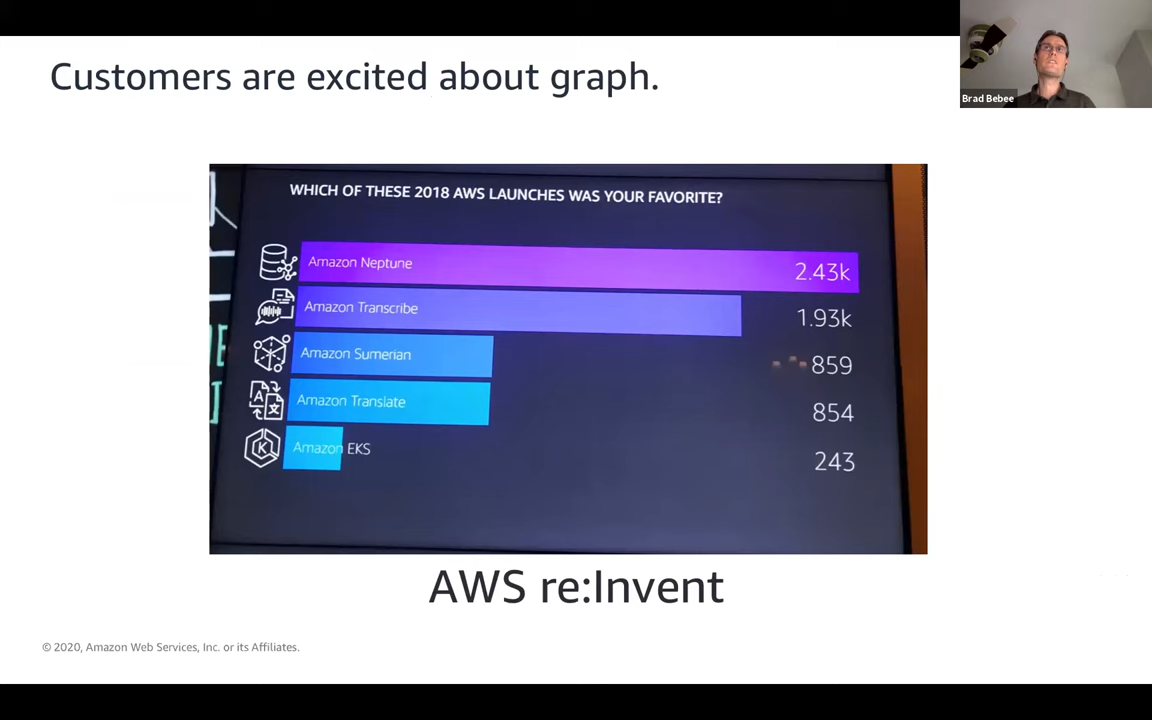 Customers are excited about graph.
Brad Bebee
WHICH OF THESE 2018 AWS LAUNCHES WAS YOUR FAVORITE?
Amazon Neptune 2.43k
Amazon Transcribe 1.93k
Amazon Sumerian 859
Amazon Translate 854
Amazon EKS 243
AWS re:Invent
© 2020, Amazon Web Services, Inc. or its Affiliates.